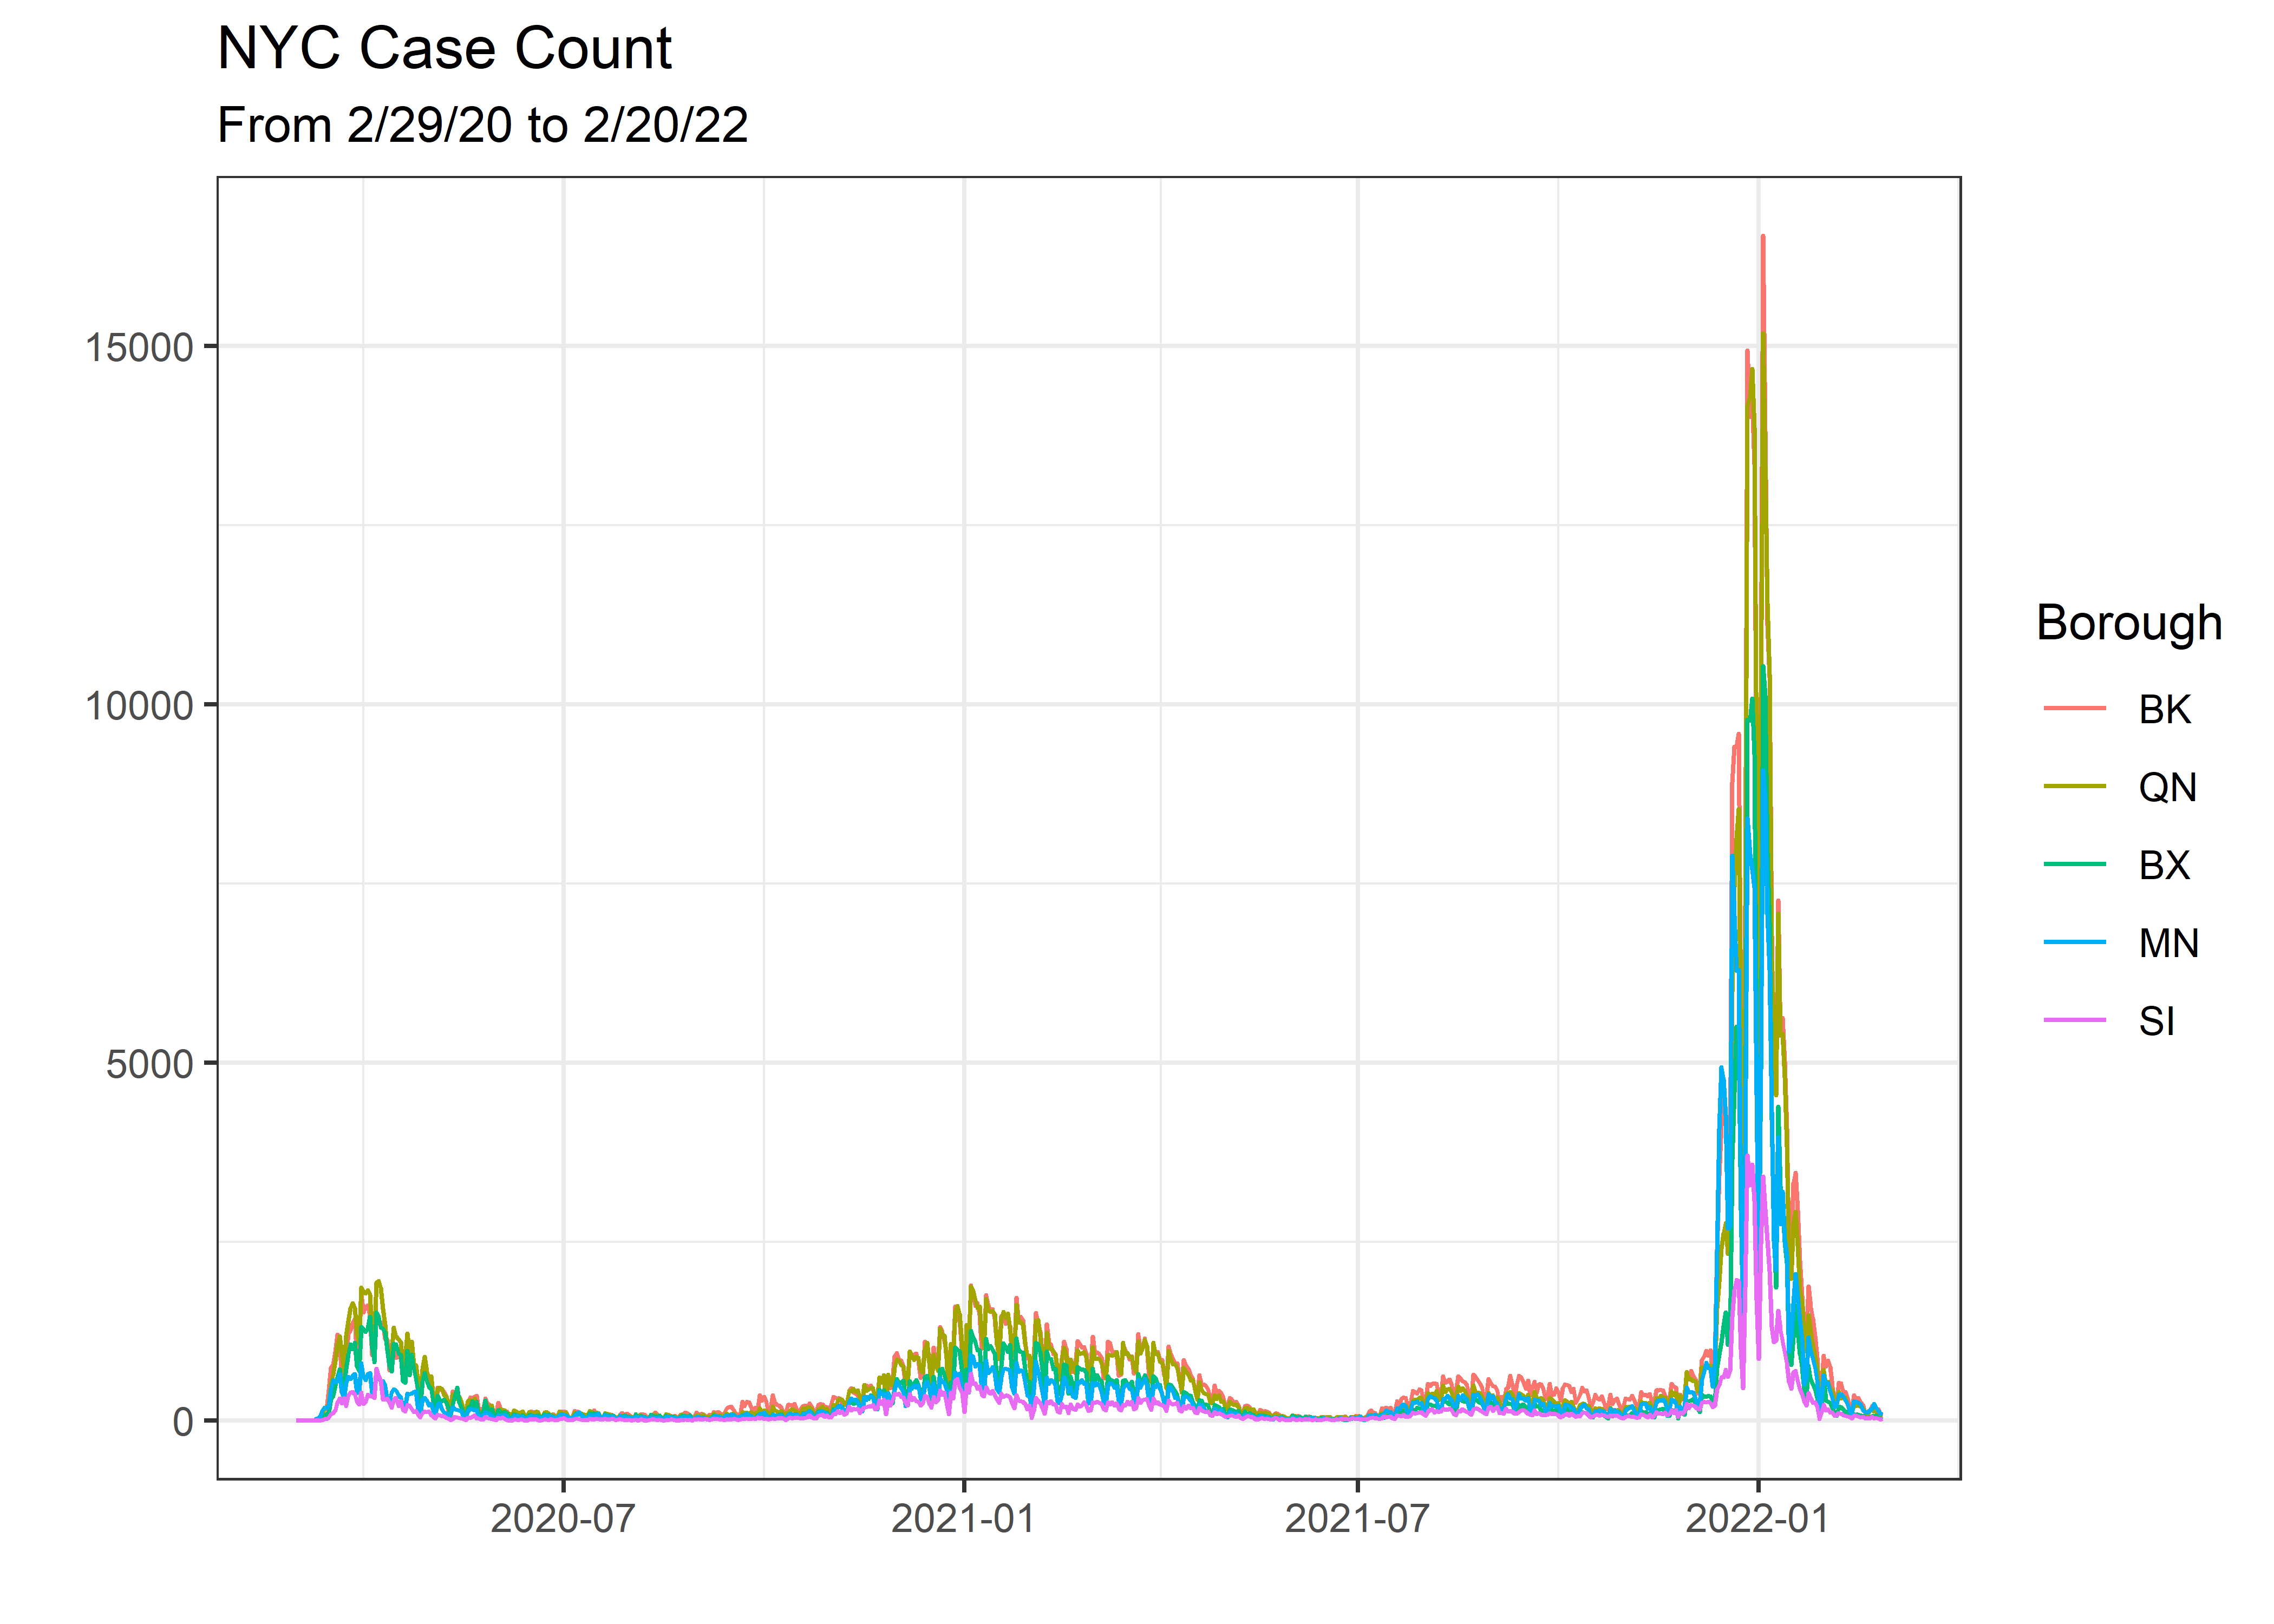 NYC Case Count
From 2/29/20 to 2/20/22
15000
10000
5000
0
2020-07
2021-01
2021-07
2022-01
Borough
BK
QN
BX
MN
SI